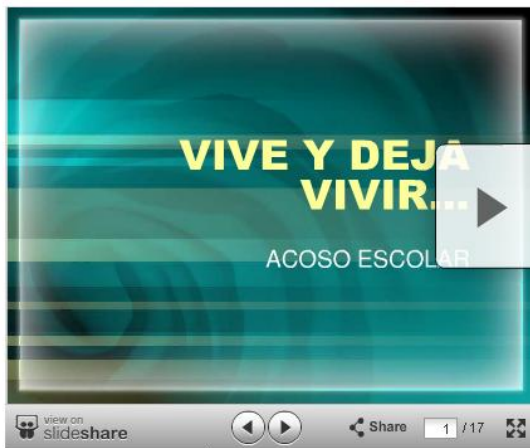 VIVE Y DEJA
VIVIR...
ACOSO ESCOLAR
view on
slideshare
Share
1 /17